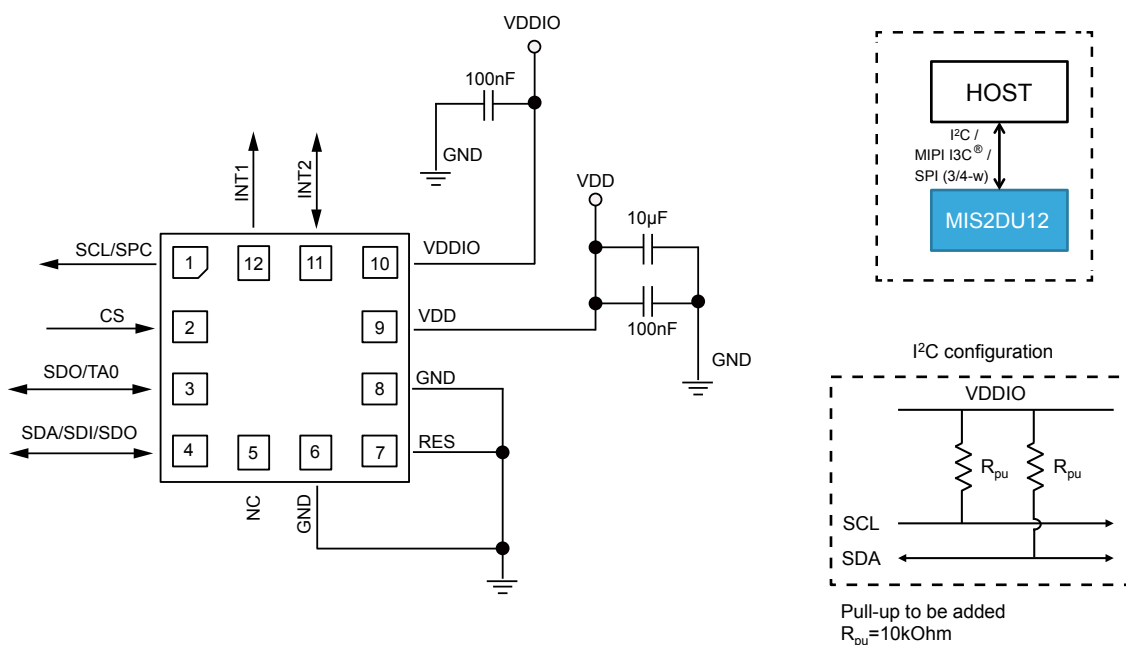 VDDIO
100nF
GND
INT1
INT2
VDD
10µF
100nF
GND
SCL/SPC
CS
SDO/TA0
SDA/SDI/SDO
1
12
11
10
2
9
3
8
4
5
6
7
VDDIO
VDD
GND
RES
NC
GND
HOST
I²C /
MIPI I3C® /
SPI (3/4-w)
MIS2DU12
I²C configuration
VDDIO
Rpu
Rpu
SCL
SDA
Pull-up to be added
Rpu=10kOhm